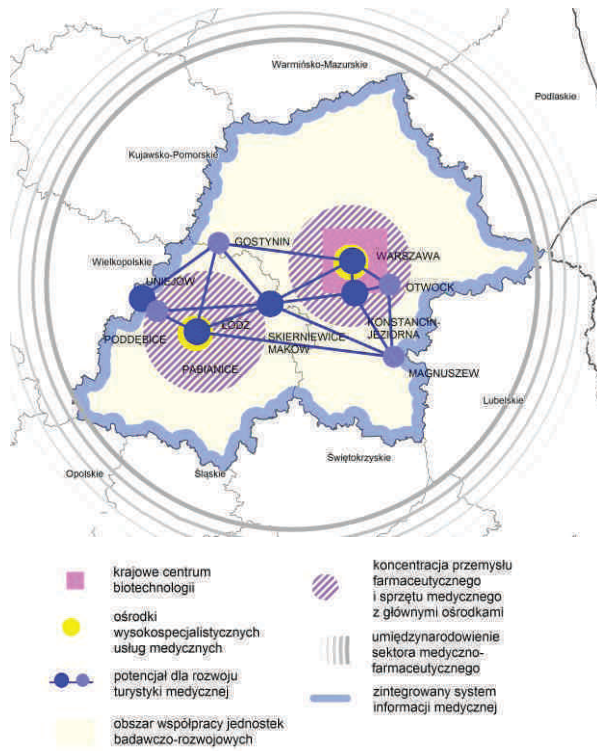 Warmińsko-Mazurskie
Podlaskie
Kujawsko-Pomorskie
GOSTYNIN
WARSZAWA
Wielkopolskie
UNIEJÓW
OTWOCK
PODDĘBICE
ŁÓDŹ
SKIERNIEWICE
MAKÓW
KONSTANCIN-
JEZIORNA
PABIANICE
MAGNUSZEW
Lubelskie
Świętokrzyskie
Opolskie
Śląskie
krajowe centrum
biotechnologii
ośrodki
wysokospecjalistycznych
usług medycznych
potencjał dla rozwoju
turystyki medycznej
obszar współpracy jednostek
badawczo-rozwojowych
koncentracja przemysłu
farmaceutycznego
i sprzętu medycznego
z głównymi ośrodkami
umiędzynarodowienie
sektora medyczno-
farmaceutycznego
zintegrowany system
informacji medycznej